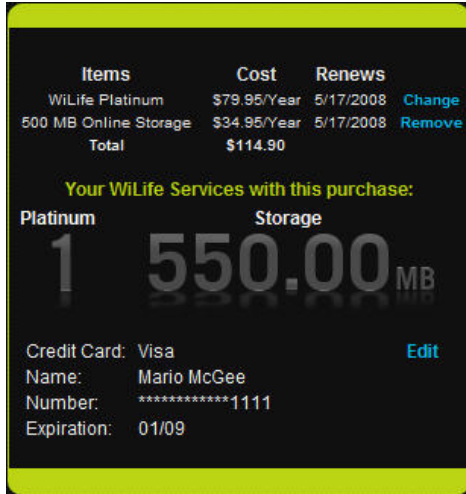 Items Cost Renews
WiLife Platinum $79.95/Year 5/17/2008 Change
500 MB Online Storage $34.95/Year 5/17/2008 Remove
Total $114.90
Your WiLife Services with this purchase:
Platinum Storage
1 550.00 MB
Credit Card: Visa Edit
Name: Mario McGee
Number: ************1111
Expiration: 01/09